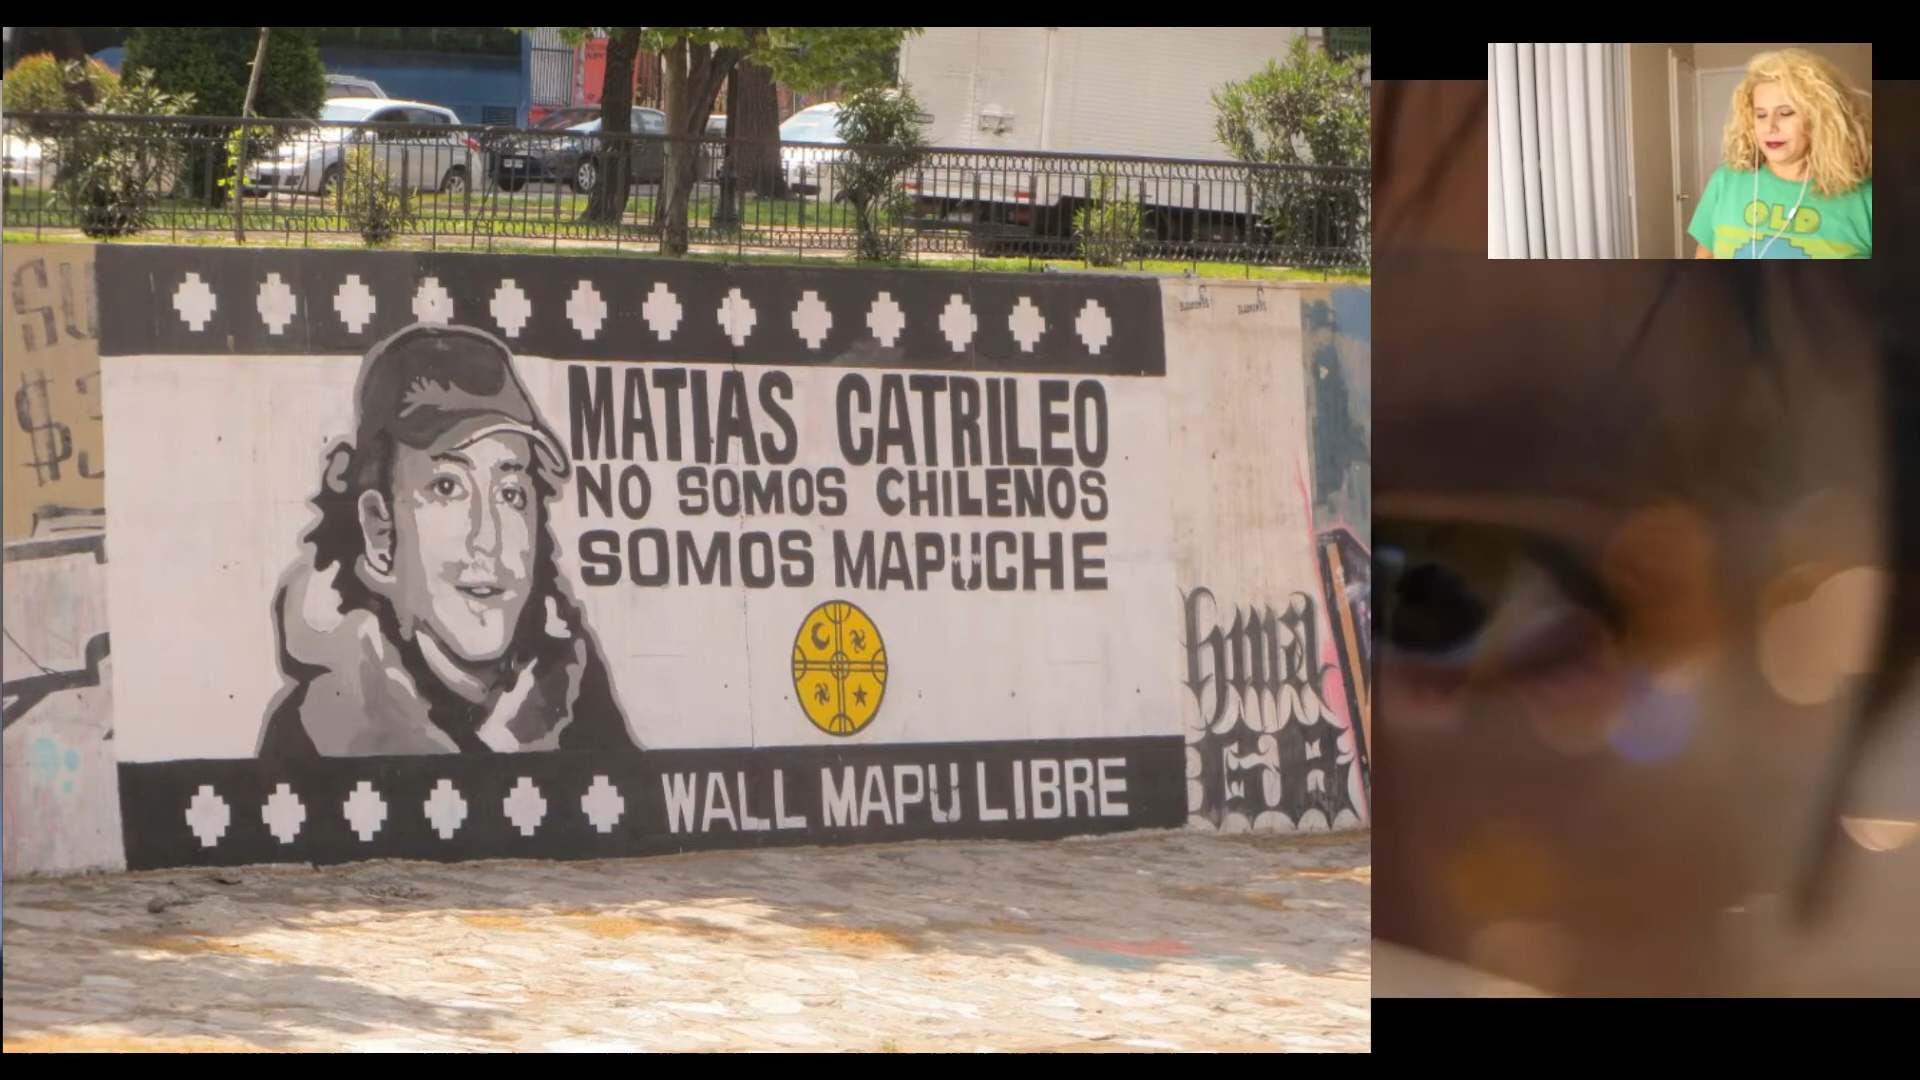 MATIAS CATRILEO
NO SOMOS CHILENOS
SOMOS MAPUCHE
WALL MAPU LIBRE
OLD